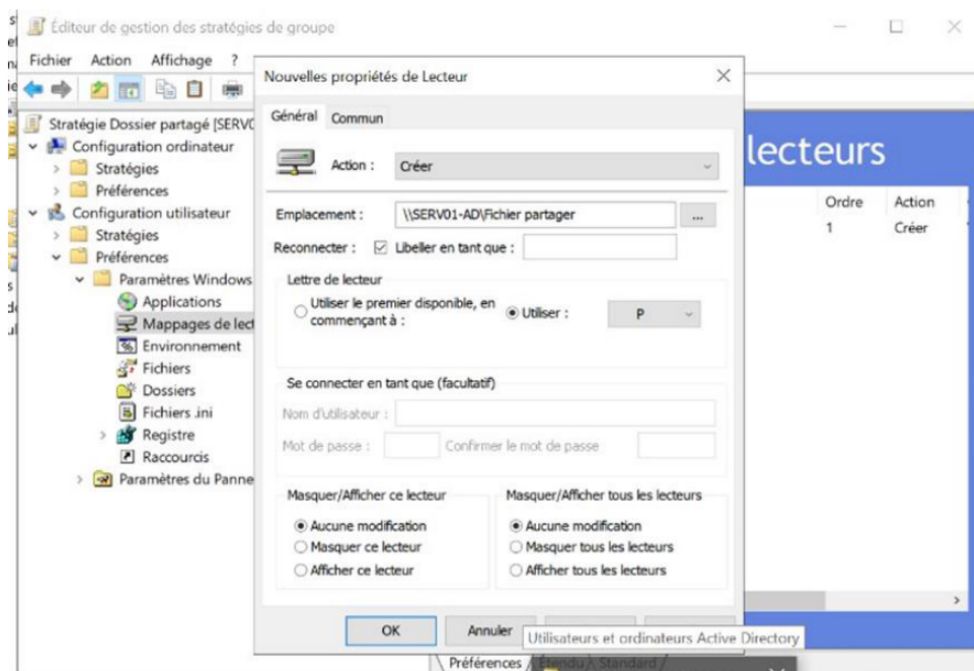 Éditeur de gestion des stratégies de groupe
Fichier Action Affichage ?
Stratégie Dossier partagé [SERV0
Configuration ordinateur
Stratégies
Préférences
Configuration utilisateur
Stratégies
Préférences
Paramètres Windows
Applications
Mappages de lect
Environnement
Fichiers
Dossiers
Fichiers .ini
Registre
Raccourcis
Paramètres du Panne
Nouvelles propriétés de Lecteur
Général Commun
Action : Créer
Emplacement : \\SERV01-AD\Fichier partager ...
Reconnecter : Libeller en tant que :
Lettre de lecteur
Utiliser le premier disponible, en
commençant à :
Utiliser : P
Se connecter en tant que (facultatif)
Nom d'utilisateur :
Mot de passe : Confirmer le mot de passe
Masquer/Afficher ce lecteur
Aucune modification
Masquer ce lecteur
Afficher ce lecteur
Masquer/Afficher tous les lecteurs
Aucune modification
Masquer tous les lecteurs
Afficher tous les lecteurs
OK Annuler
Utilisateurs et ordinateurs Active Directory
lecteurs
Ordre Action
1 Créer
Préférences Étendu Standard